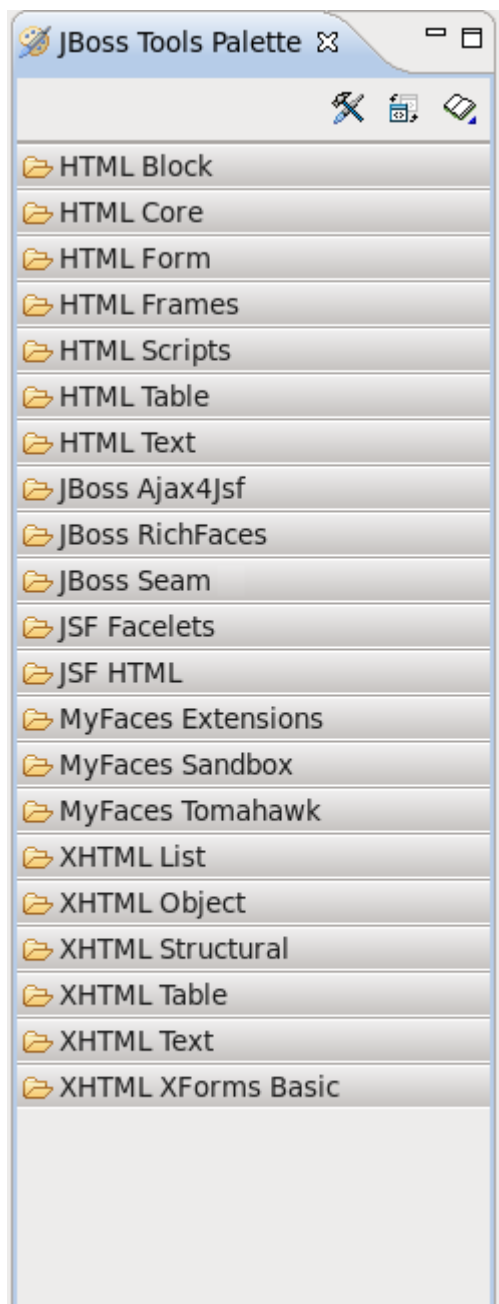 JBoss Tools Palette
HTML Block
HTML Core
HTML Form
HTML Frames
HTML Scripts
HTML Table
HTML Text
JBoss Ajax4Jsf
JBoss RichFaces
JBoss Seam
JSF Facelets
JSF HTML
MyFaces Extensions
MyFaces Sandbox
MyFaces Tomahawk
XHTML List
XHTML Object
XHTML Structural
XHTML Table
XHTML Text
XHTML XForms Basic